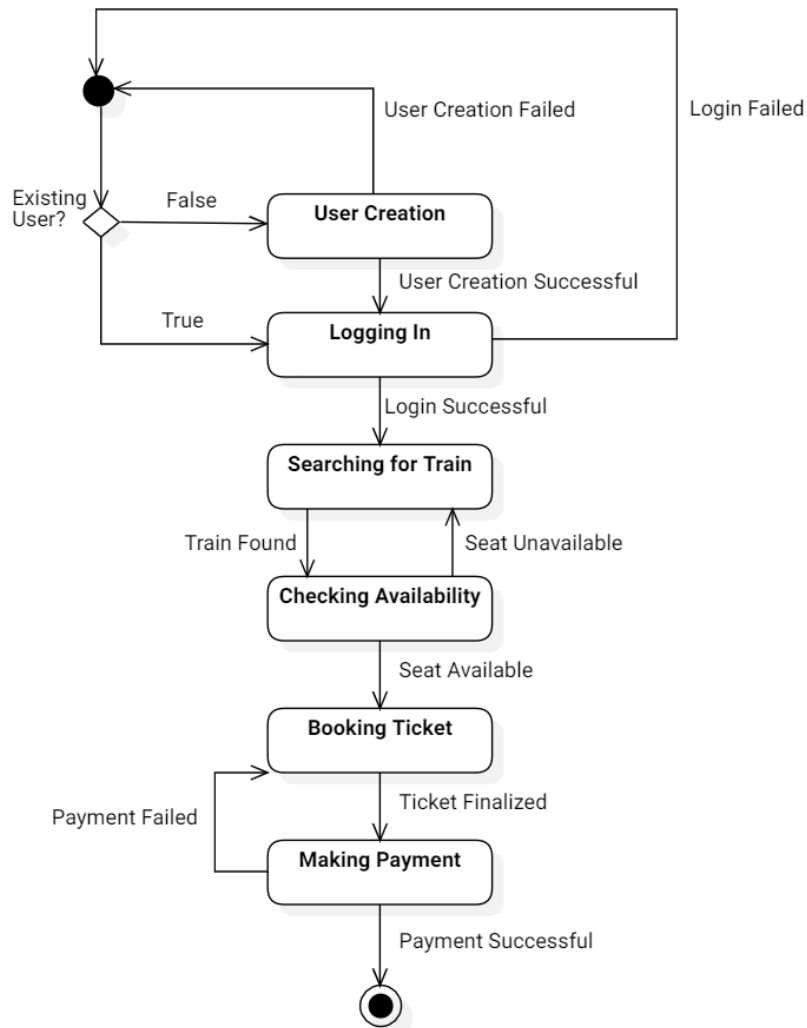 User Creation Failed
Login Failed
Existing
User?
False
User Creation
User Creation Successful
True
Logging In
Login Successful
Searching for Train
Train Found
Seat Unavailable
Checking Availability
Seat Available
Booking Ticket
Ticket Finalized
Payment Failed
Making Payment
Payment Successful